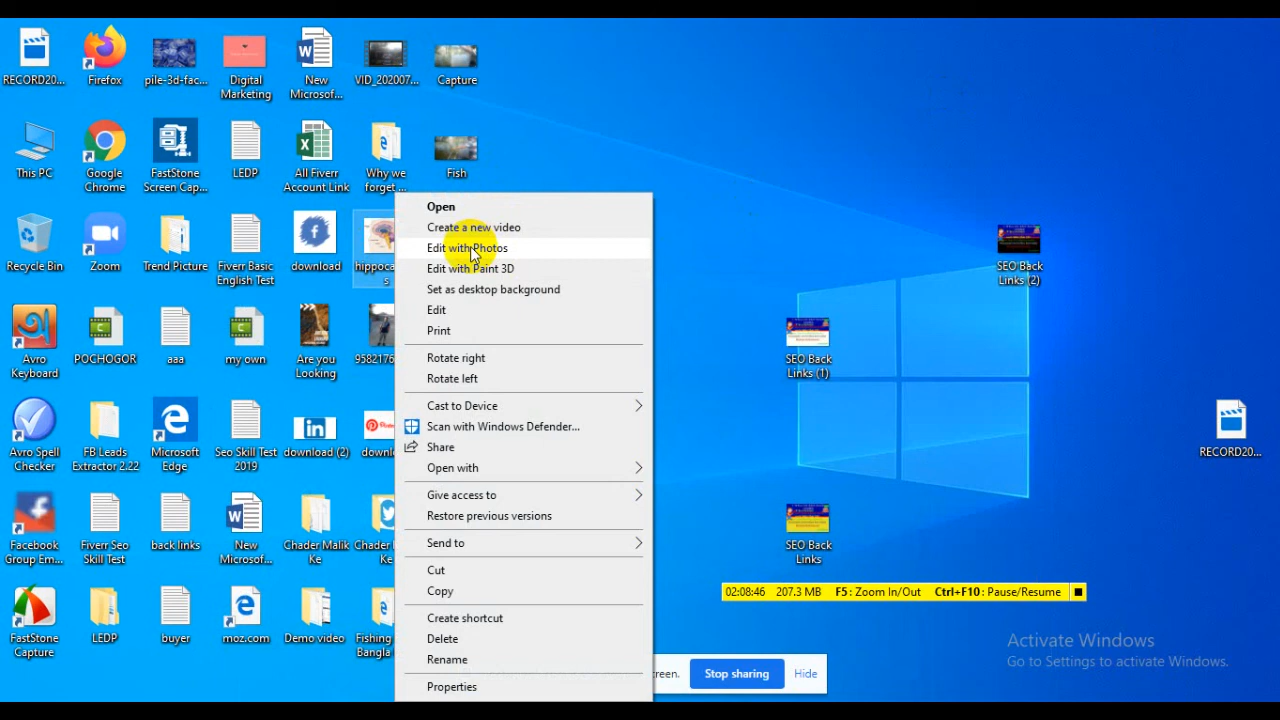 RECORD20...
Firefox
pile-3d-fac...
Digital
Marketing
New
Microsof...
VID_202007...
Capture
This PC
Google
Chrome
FastStone
Screen Cap...
LEDP
All Fiverr
Account Link
Why we
forget ...
Fish
Recycle Bin
Zoom
Trend Picture
Fiverr Basic
English Test
download
hippoca
s
Avro
Keyboard
POCHOGOR
aaa
my own
Are you
Looking
9582176
Avro Spell
Checker
FB Leads
Extractor 2.22
Microsoft
Edge
Seo Skill Test
2019
download (2)
downl
Facebook
Group Em...
Fiverr Seo
Skill Test
back links
New
Microsof...
Chader Malik
Ke
Chader
Ke
FastStone
Capture
LEDP
buyer
moz.com
Demo video
Fishing
Bangla
Open
Create a new video
Edit with Photos
Edit with Paint 3D
Set as desktop background
Edit
Print
Rotate right
Rotate left
Cast to Device
Scan with Windows Defender...
Share
Open with
Give access to
Restore previous versions
Send to
Cut
Copy
Create shortcut
Delete
Rename
Properties
SEO Back
Links (2)
SEO Back
Links (1)
RECORD20...
SEO Back
Links
02:08:46 207.3 MB F5: Zoom In/Out Ctrl+F10: Pause/Resume
Activate Windows
Go to Settings to activate Windows.
creen. Stop sharing Hide